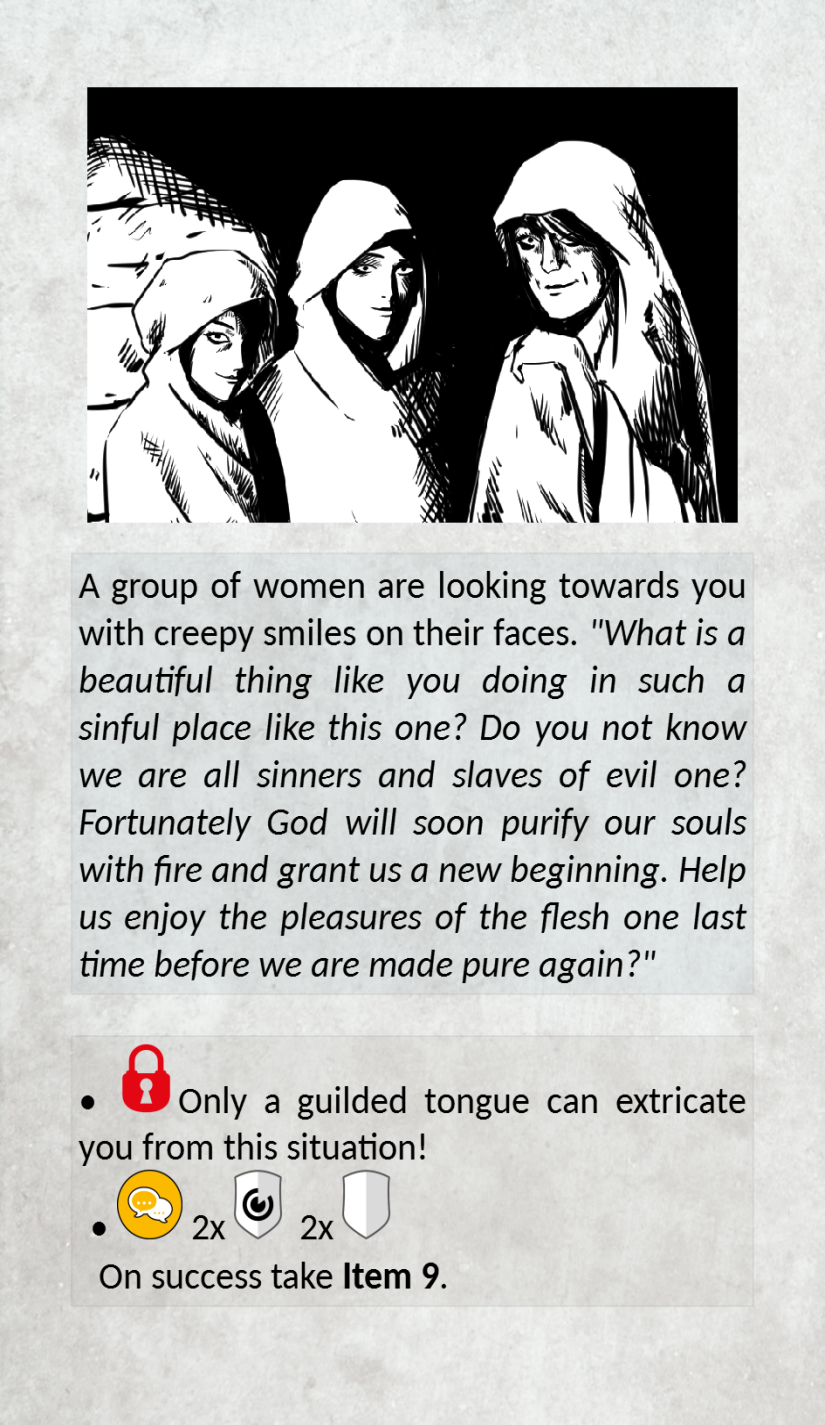 A group of women are looking towards you
with creepy smiles on their faces. "What is a
beautiful thing like you doing in such a
sinful place like this one? Do you not know
we are all sinners and slaves of evil one?
Fortunately God will soon purify our souls
with fire and grant us a new beginning. Help
us enjoy the pleasures of the flesh one last
time before we are made pure again?"
• Only a guilded tongue can extricate
you from this situation!
• 2x 2x
On success take Item 9.